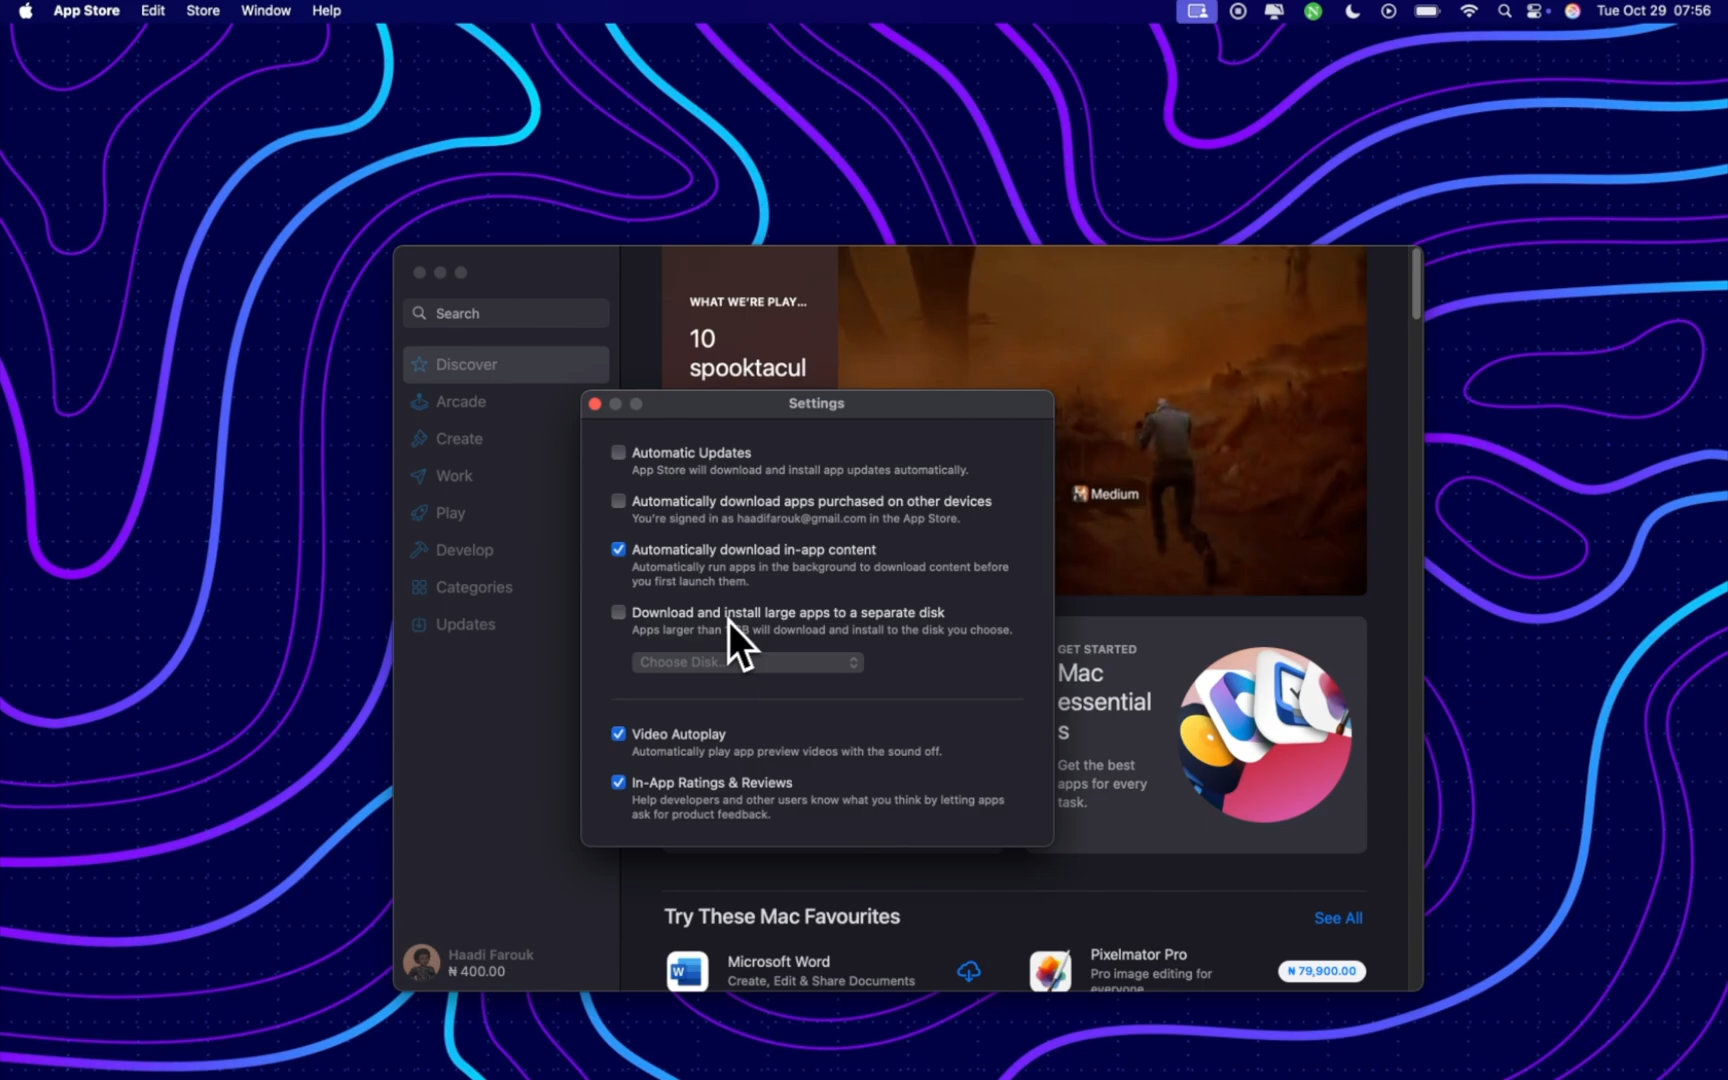 App Store Edit Store Window Help
Tue Oct 29 07:56
Search
Discover
Arcade
Create
Work
Play
Develop
Categories
Updates
Haadi Farouk
₦ 400.00
WHAT WE'RE PLAY...
10
spooktacul
Medium
Settings
Automatic Updates
App Store will download and install app updates automatically.
Automatically download apps purchased on other devices
You're signed in as haadifarouk@gmail.com in the App Store.
Automatically download in-app content
Automatically run apps in the background to download content before
you first launch them.
Download and install large apps to a separate disk
Apps larger than will download and install to the disk you choose.
Choose Disk...
Video Autoplay
Automatically play app preview videos with the sound off.
In-App Ratings & Reviews
Help developers and other users know what you think by letting apps
ask for product feedback.
GET STARTED
Mac
essential
s
Get the best
apps for every
task.
Try These Mac Favourites
See All
Microsoft Word
Create, Edit & Share Documents
Pixelmator Pro
Pro image editing for
everyone
₦ 79,900.00